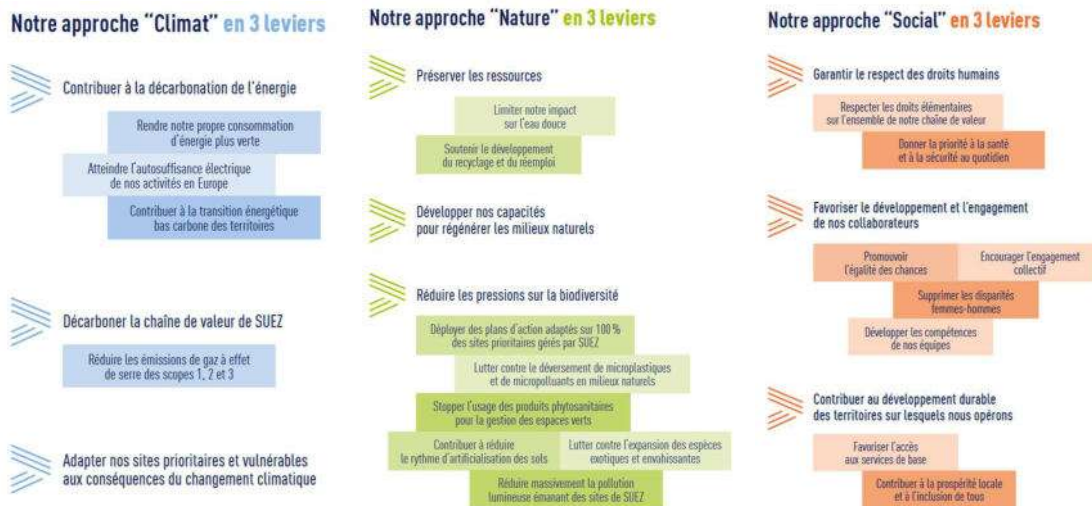 Notre approche “Climat” en 3 leviers
Contribuer à la décarbonation de l’énergie
Rendre notre propre consommation
d’énergie plus verte
Atteindre l’autosuffisance électrique
de nos activités en Europe
Contribuer à la transition énergétique
bas carbone des territoires
Décarboner la chaîne de valeur de SUEZ
Réduire les émissions de gaz à effet
de serre des scopes 1, 2 et 3
Adapter nos sites prioritaires et vulnérables
aux conséquences du changement climatique
Notre approche “Nature” en 3 leviers
Préserver les ressources
Limiter notre impact
sur l’eau douce
Soutenir le développement
du recyclage et du réemploi
Développer nos capacités
pour régénérer les milieux naturels
Réduire les pressions sur la biodiversité
Déployer des plans d’action adaptés sur 100 %
des sites prioritaires gérés par SUEZ
Lutter contre le déversement de microplastiques
et de micropolluants en milieux naturels
Stopper l’usage des produits phytosanitaires
pour la gestion des espaces verts
Contribuer à réduire
le rythme d’artificialisation des sols
Lutter contre l’expansion des espèces
exotiques et envahissantes
Réduire massivement la pollution
lumineuse émanant des sites de SUEZ
Notre approche “Social” en 3 leviers
Garantir le respect des droits humains
Respecter les droits élémentaires
sur l’ensemble de notre chaîne de valeur
Donner la priorité à la santé
et à la sécurité au quotidien
Favoriser le développement et l’engagement
de nos collaborateurs
Promouvoir
l’égalité des chances
Encourager l’engagement
collectif
Supprimer les disparités
femmes-hommes
Développer les compétences
de nos équipes
Contribuer au développement durable
des territoires sur lesquels nous opérons
Favoriser l’accès
aux services de base
Contribuer à la prospérité locale
et à l’inclusion de tous